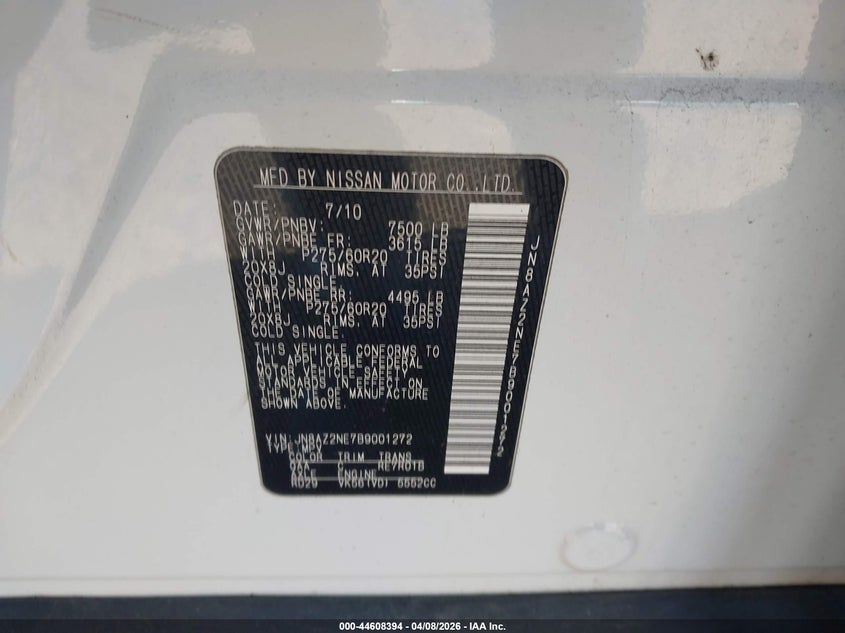 MFD BY NISSAN MOTOR CO.,LTD.
DATE: 7/10
GVWR/PNBV: 7500 LB
GAWR/PNBE FR: 3615 LB
WITH P275/60R20 TIRES
20X8J RIMS. AT 35PSI
COLD SINGLE.
GAWR/PNBE RR: 4495 LB
WITH P275/60R20 TIRES
20X8J RIMS. AT 35PSI
COLD SINGLE.
THIS VEHICLE CONFORMS TO
ALL APPLICABLE FEDERAL
MOTOR VEHICLE SAFETY
STANDARDS IN EFFECT ON
THE DATE OF MANUFACTURE
SHOWN ABOVE.
VIN: JN8AZ2NE7B9001272
TYPE: MPV
COLOR TRIM TRANS
QAA C RE7R01B
AXLE ENGINE
RD29 VK56(VD) 5552CC
JN8AZ2NE7B9001272
000-44608394 04/08/2026 - IAA Inc.